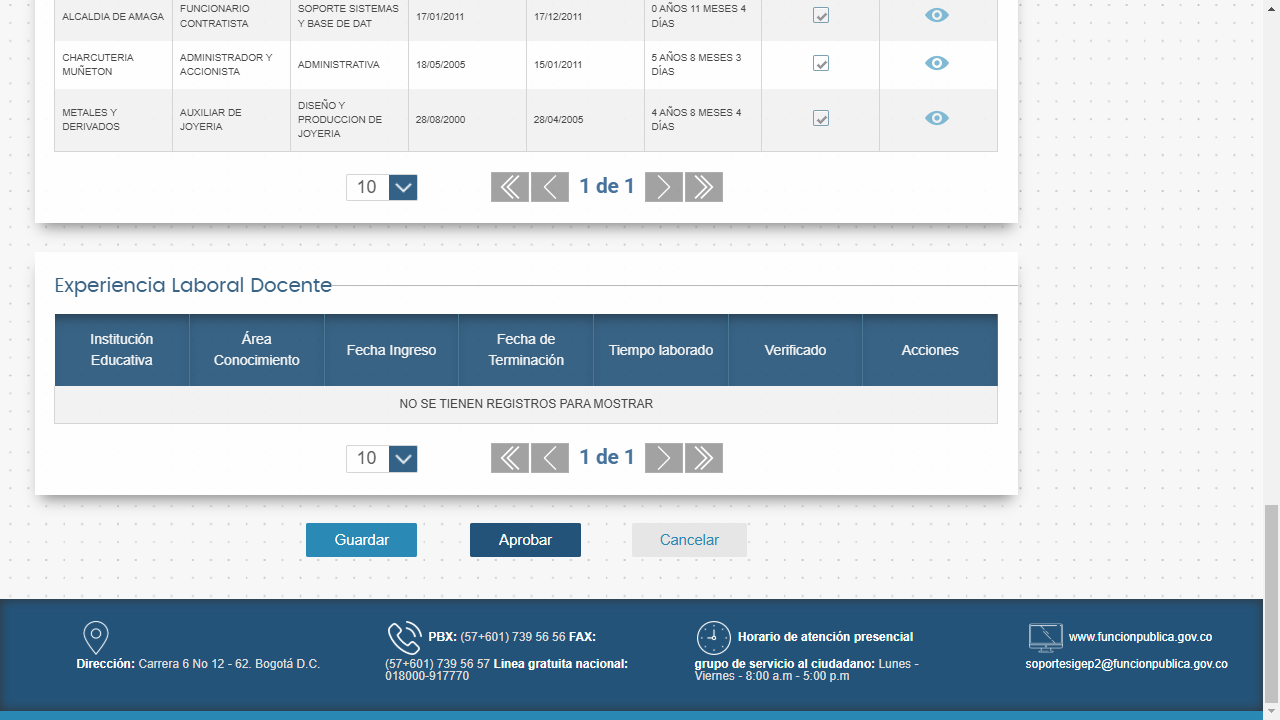 ALCALDIA DE AMAGA
FUNCIONARIO
CONTRATISTA
SOPORTE SISTEMAS
Y BASE DE DAT
17/01/2011
17/12/2011
0 AÑOS 11 MESES 4
DÍAS
CHARCUTERIA
MUÑETON
ADMINISTRADOR Y
ACCIONISTA
ADMINISTRATIVA
18/05/2005
15/01/2011
5 AÑOS 8 MESES 3
DÍAS
METALES Y
DERIVADOS
AUXILIAR DE
JOYERIA
DISEÑO Y
PRODUCCION DE
JOYERIA
28/08/2000
28/04/2005
4 AÑOS 8 MESES 4
DÍAS
10
1 de 1
Experiencia Laboral Docente
Institución
Educativa
Área
Conocimiento
Fecha Ingreso
Fecha de
Terminación
Tiempo laborado
Verificado
Acciones
NO SE TIENEN REGISTROS PARA MOSTRAR
10
1 de 1
Guardar
Aprobar
Cancelar
Dirección: Carrera 6 No 12 - 62. Bogotá D.C.
PBX: (57+601) 739 56 56 FAX:
(57+601) 739 56 57 Linea gratuita nacional:
018000-917770
Horario de atención presencial
grupo de servicio al ciudadano: Lunes -
Viernes - 8:00 a.m - 5:00 p.m
www.funcionpublica.gov.co
soportesigep2@funcionpublica.gov.co